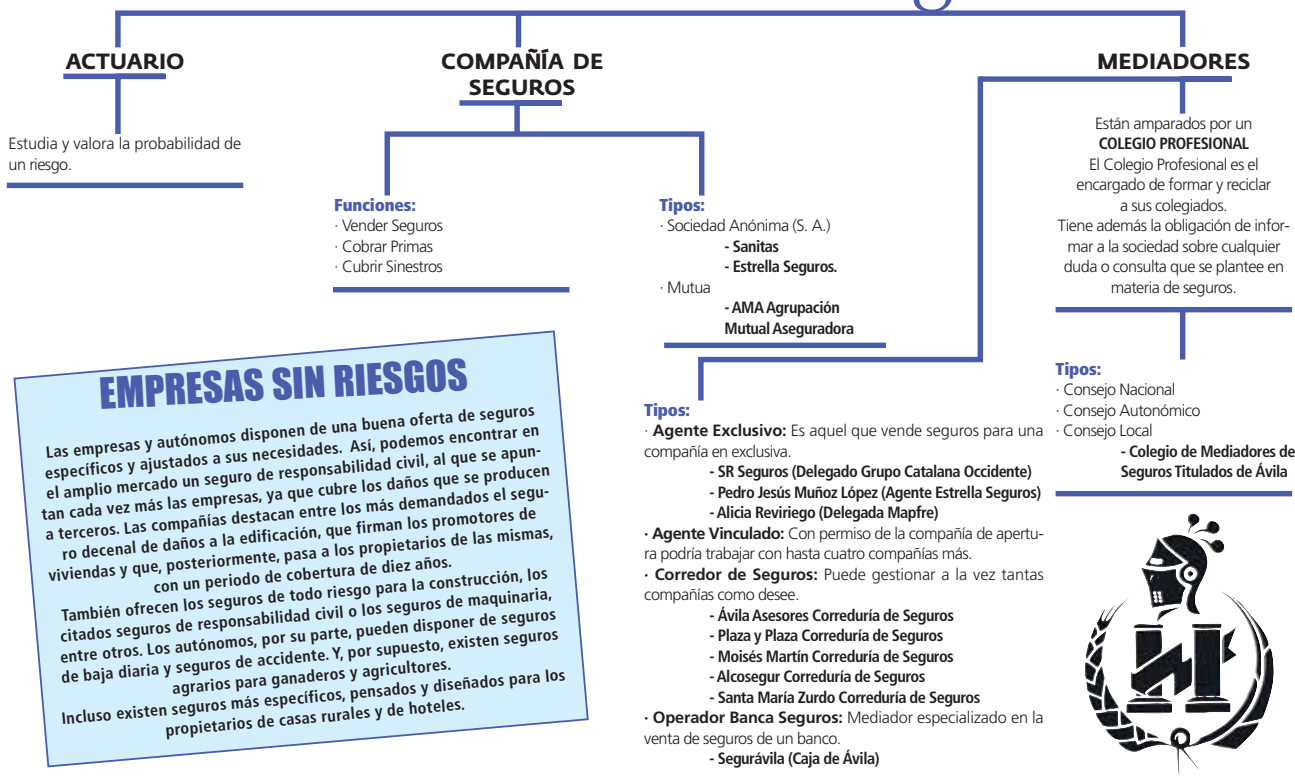 ACTUARIO
Estudia y valora la probabilidad de
un riesgo.
COMPAÑÍA DE
SEGUROS
Funciones:
· Vender Seguros
· Cobrar Primas
· Cubrir Sinestros
Tipos:
· Sociedad Anónima (S. A.)
- Sanitas
- Estrella Seguros.
· Mutua
- AMA Agrupación
Mutual Aseguradora
MEDIADORES
Están amparados por un
COLEGIO PROFESIONAL
El Colegio Profesional es el
encargado de formar y reciclar
a sus colegiados.
Tiene además la obligación de infor-
mar a la sociedad sobre cualquier
duda o consulta que se plantee en
materia de seguros.
Tipos:
· Consejo Nacional
· Consejo Autonómico
· Consejo Local
- Colegio de Mediadores de
Seguros Titulados de Ávila
Tipos:
· Agente Exclusivo: Es aquel que vende seguros para una
compañía en exclusiva.
- SR Seguros (Delegado Grupo Catalana Occidente)
- Pedro Jesús Muñoz López (Agente Estrella Seguros)
- Alicia Reviriego (Delegada Mapfre)
· Agente Vinculado: Con permiso de la compañía de apertu-
ra podría trabajar con hasta cuatro compañías más.
· Corredor de Seguros: Puede gestionar a la vez tantas
compañías como desee.
- Ávila Asesores Correduría de Seguros
- Plaza y Plaza Correduría de Seguros
- Moisés Martín Correduría de Seguros
- Alcosegur Correduría de Seguros
- Santa María Zurdo Correduría de Seguros
· Operador Banca Seguros: Mediador especializado en la
venta de seguros de un banco.
- Segurávila (Caja de Ávila)
EMPRESAS SIN RIESGOS
Las empresas y autónomos disponen de una buena oferta de seguros
específicos y ajustados a sus necesidades. Así, podemos encontrar en
el amplio mercado un seguro de responsabilidad civil, al que se apun-
tan cada vez más las empresas, ya que cubre los daños que se producen
a terceros. Las compañías destacan entre los más demandados el segu-
ro decenal de daños a la edificación, que firman los promotores de
viviendas y que, posteriormente, pasa a los propietarios de las mismas,
con un periodo de cobertura de diez años.
También ofrecen los seguros de todo riesgo para la construcción, los
citados seguros de responsabilidad civil o los seguros de maquinaria,
entre otros. Los autónomos, por su parte, pueden disponer de seguros
de baja diaria y seguros de accidente. Y, por supuesto, existen seguros
agrarios para ganaderos y agricultores.
Incluso existen seguros más específicos, pensados y diseñados para los
propietarios de casas rurales y de hoteles.